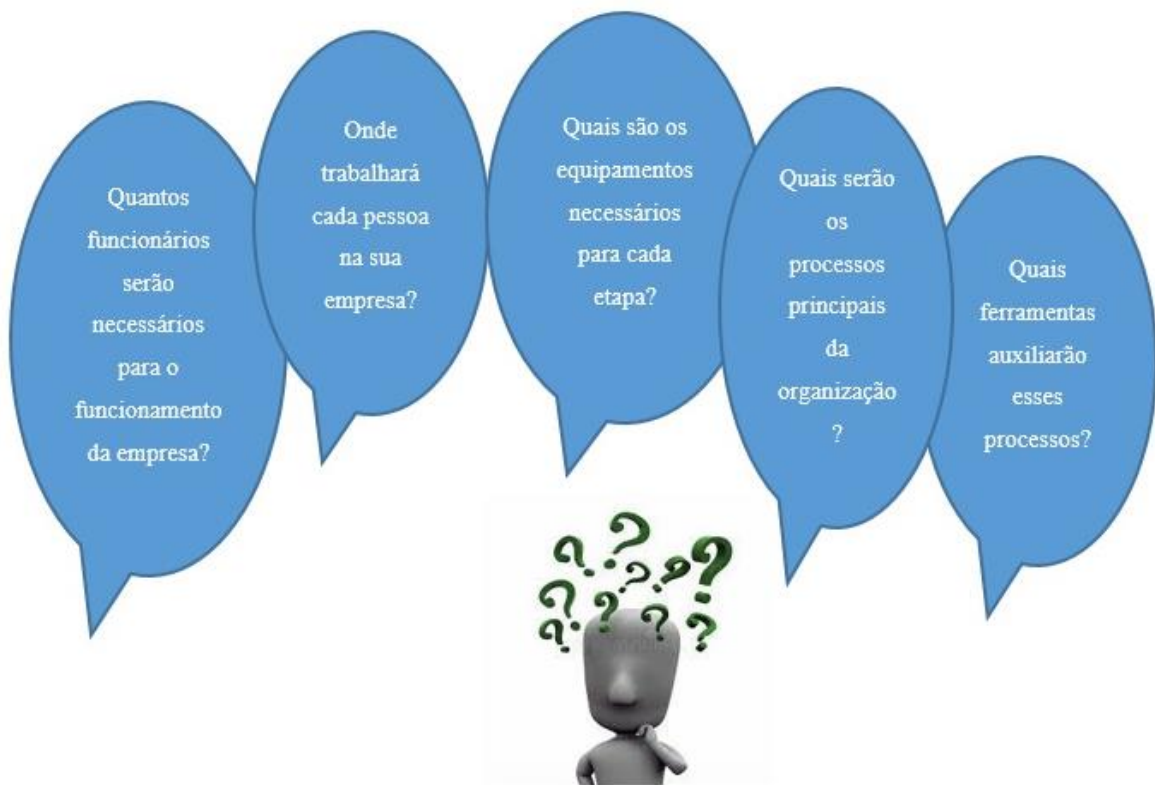 Quantos
funcionários
serão
necessários
para o
funcionamento
da empresa?
Onde
trabalhará
cada pessoa
na sua
empresa?
Quais são os
equipamentos
necessários
para cada
etapa?
Quais serão
os
processos
principais
da
organização
?
Quais
ferramentas
auxiliarão
esses
processos?